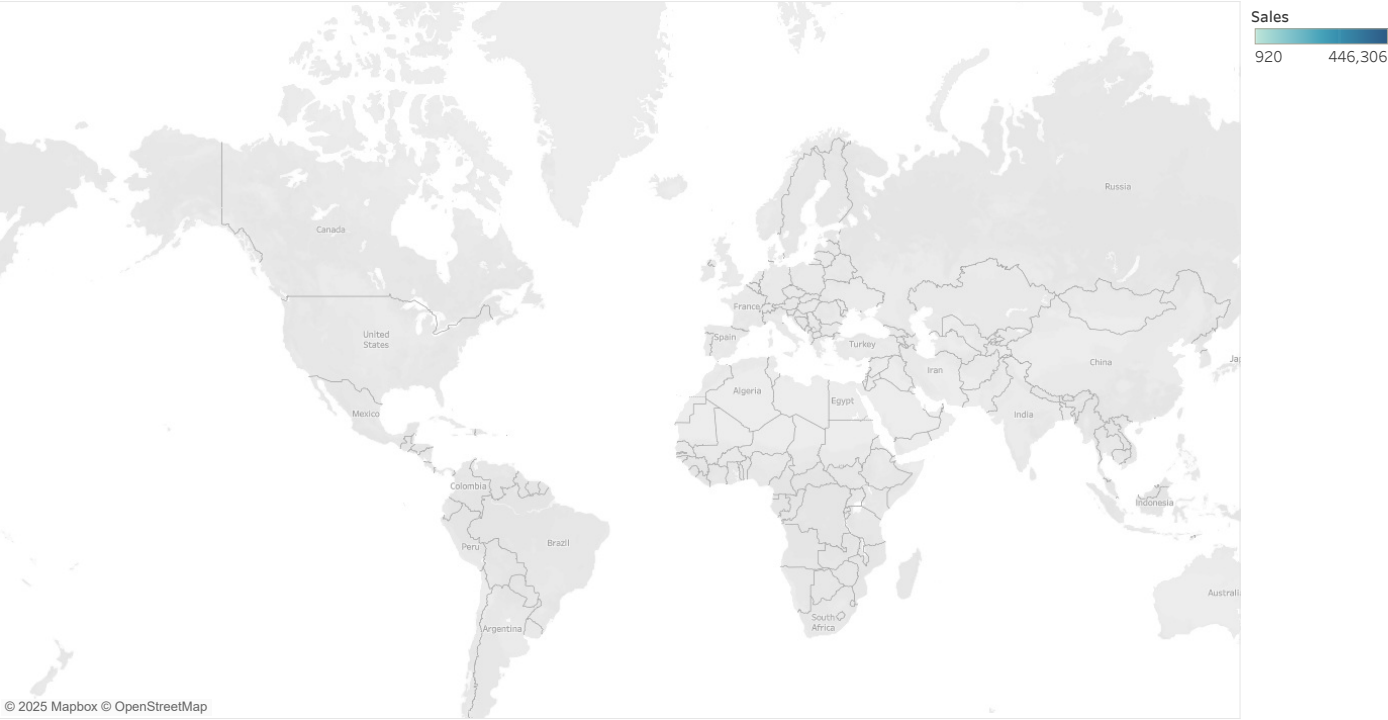 Sales
920 446,306
Russia
Canada
France
United
States
Spain
Turkey
China
Iran
Algeria
Egypt
Mexico
India
Colombia
Indonesia
Brazil
Peru
Australi
South
Africa
Argentina
© 2025 Mapbox © OpenStreetMap